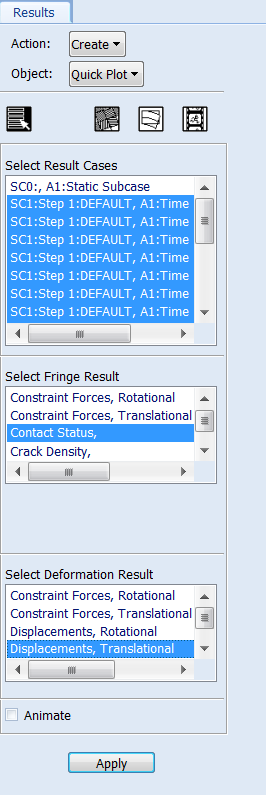 Results
Action: Create
Object: Quick Plot
Select Result Cases
SC0:, A1:Static Subcase
SC1:Step 1:DEFAULT, A1:Time
SC1:Step 1:DEFAULT, A1:Time
SC1:Step 1:DEFAULT, A1:Time
SC1:Step 1:DEFAULT, A1:Time
SC1:Step 1:DEFAULT, A1:Time
SC1:Step 1:DEFAULT, A1:Time
SC1:Step 1:DEFAULT, A1:Time
Select Fringe Result
Constraint Forces, Rotational
Constraint Forces, Translational
Contact Status,
Crack Density,
Select Deformation Result
Constraint Forces, Rotational
Constraint Forces, Translational
Displacements, Rotational
Displacements, Translational
Animate
Apply